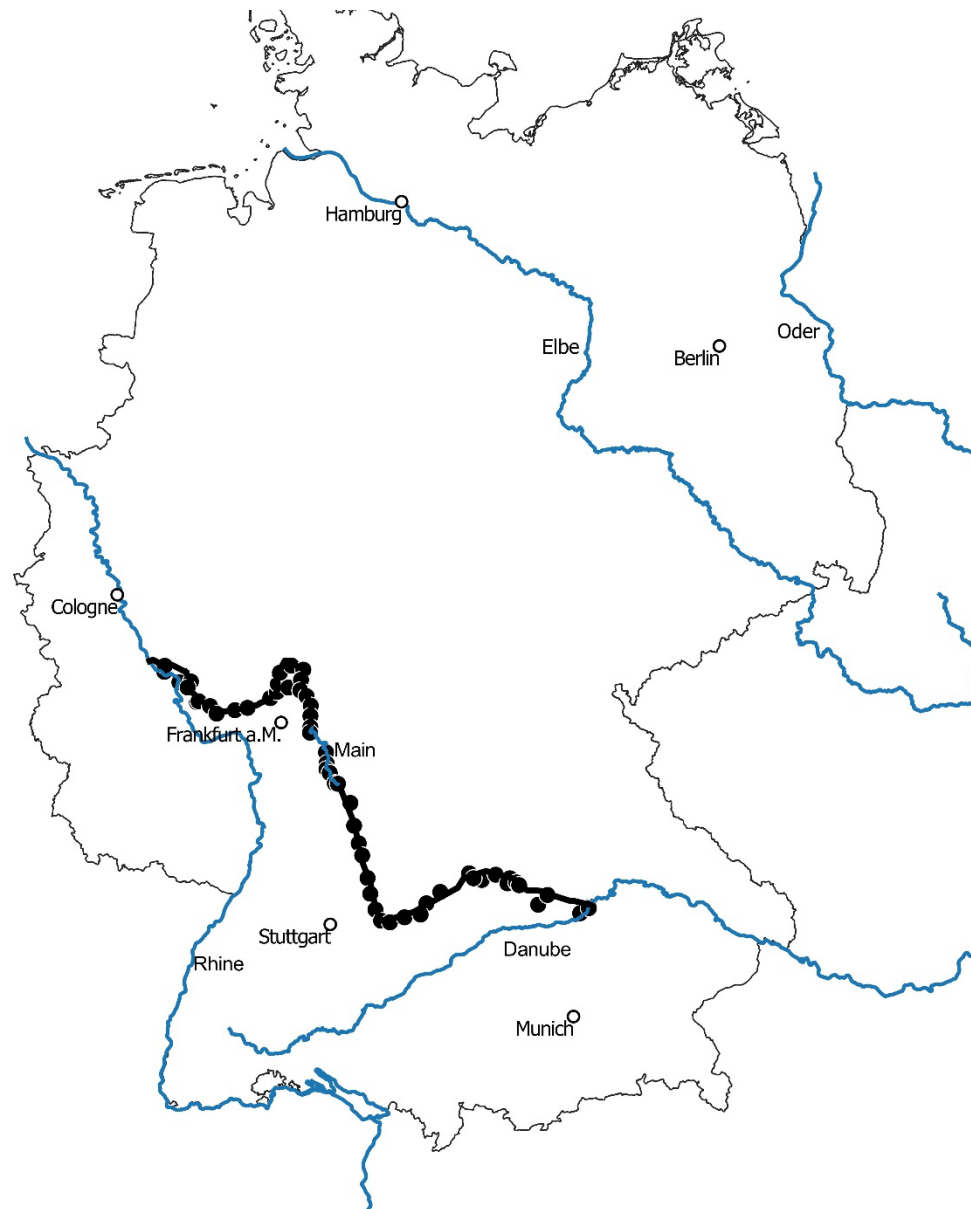 Hamburg
Elbe
Oder
Berlin
Cologne
Frankfurt a.M.
Main
Stuttgart
Danube
Rhine
Munich